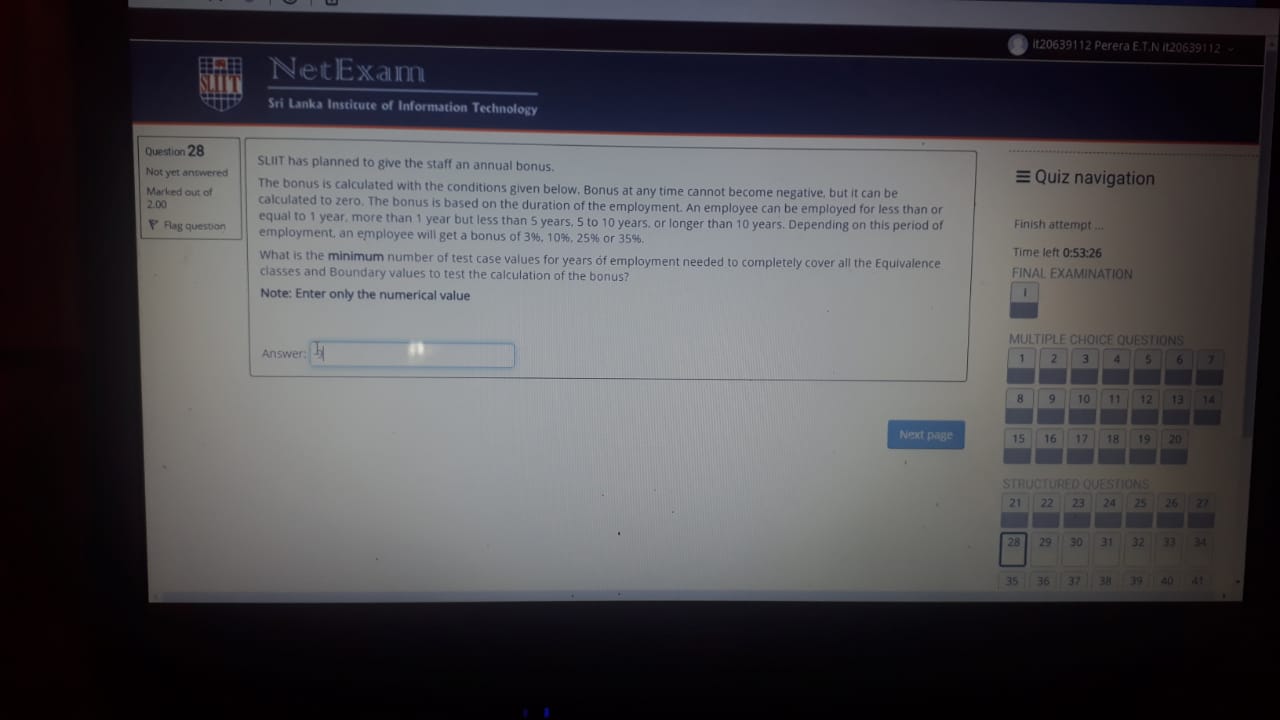 it20639112 Perera E.T.N it20639112
SLIIT
NetExam
Sri Lanka Institute of Information Technology
Question 28
Not yet answered
Marked out of
2.00
Flag question
SLIIT has planned to give the staff an annual bonus.
The bonus is calculated with the conditions given below. Bonus at any time cannot become negative, but it can be
calculated to zero. The bonus is based on the duration of the employment. An employee can be employed for less than or
equal to 1 year, more than 1 year but less than 5 years, 5 to 10 years, or longer than 10 years. Depending on this period of
employment, an employee will get a bonus of 3%, 10%, 25% or 35%.
What is the minimum number of test case values for years of employment needed to completely cover all the Equivalence
classes and Boundary values to test the calculation of the bonus?
Note: Enter only the numerical value
Answer:
Next page
Quiz navigation
Finish attempt ...
Time left 0:53:26
FINAL EXAMINATION
i
MULTIPLE CHOICE QUESTIONS
1 2 3 4 5 6 7
8 9 10 11 12 13 14
15 16 17 18 19 20
STRUCTURED QUESTIONS
21 22 23 24 25 26 27
28 29 30 31 32 33 34
35 36 37 38 39 40 41